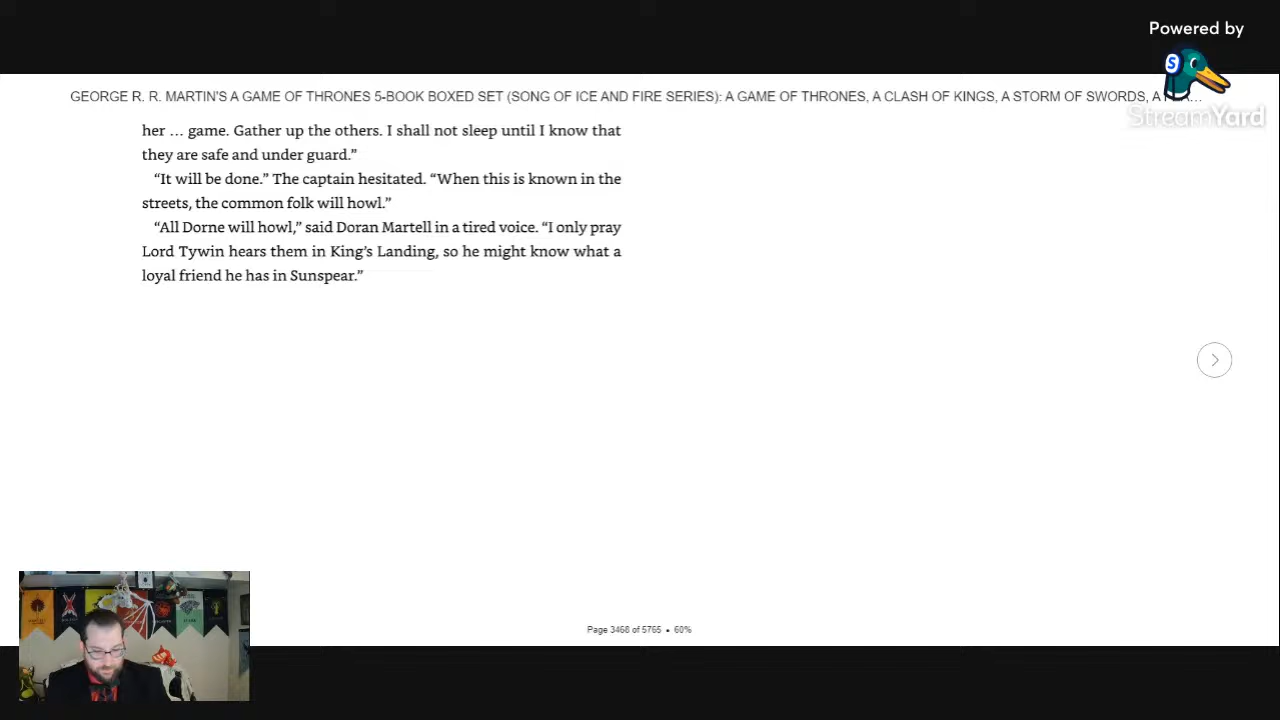 Powered by
StreamYard
GEORGE R. R. MARTIN'S A GAME OF THRONES 5-BOOK BOXED SET (SONG OF ICE AND FIRE SERIES): A GAME OF THRONES, A CLASH OF KINGS, A STORM OF SWORDS, A
her … game. Gather up the others. I shall not sleep until I know that
they are safe and under guard.”
“It will be done.” The captain hesitated. “When this is known in the
streets, the common folk will howl.”
“All Dorne will howl,” said Doran Martell in a tired voice. “I only pray
Lord Tywin hears them in King’s Landing, so he might know what a
loyal friend he has in Sunspear.”
Page 3468 of 5765 • 60%